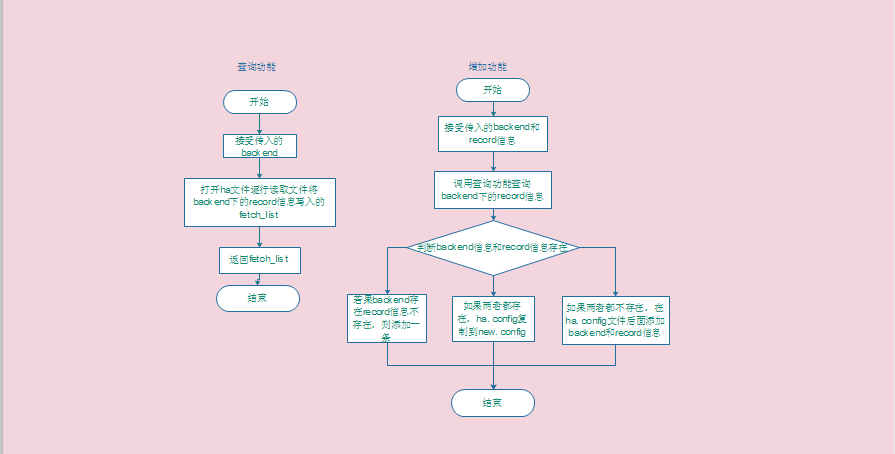 查询功能
开始
接受传入的
backend
打开ha文件逐行读取文件将
backend下的record信息写入的
fetch_list
返回fetch_list
结束
增加功能
开始
接受传入的backend和
record信息
调用查询功能查询
backend下的record信息
判断backend信息和record信息存在
若果backend存
在record信息不
存在，则添加一
条
如果两者都存
在，ha. config复
制到new. config
如果两者都不存在，在
ha. config文件后面添加
backend和record信息
结束